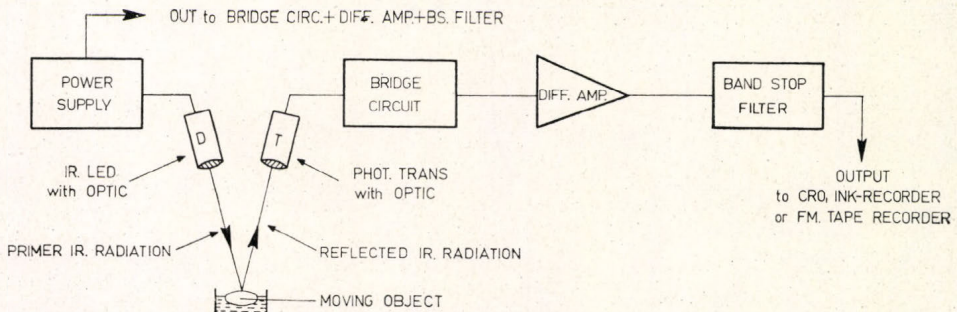 OUT to BRIDGE CIRC.+ DIFF. AMP.+BS. FILTER
POWER
SUPPLY
BRIDGE
CIRCUIT
DIFF. AMP.
BAND STOP
FILTER
D
T
IR. LED
with OPTIC
PHOT. TRANS
with OPTIC
OUTPUT
to CRO, INK-RECORDER
or FM. TAPE RECORDER
PRIMER IR. RADIATION
REFLECTED IR. RADIATION
MOVING OBJECT